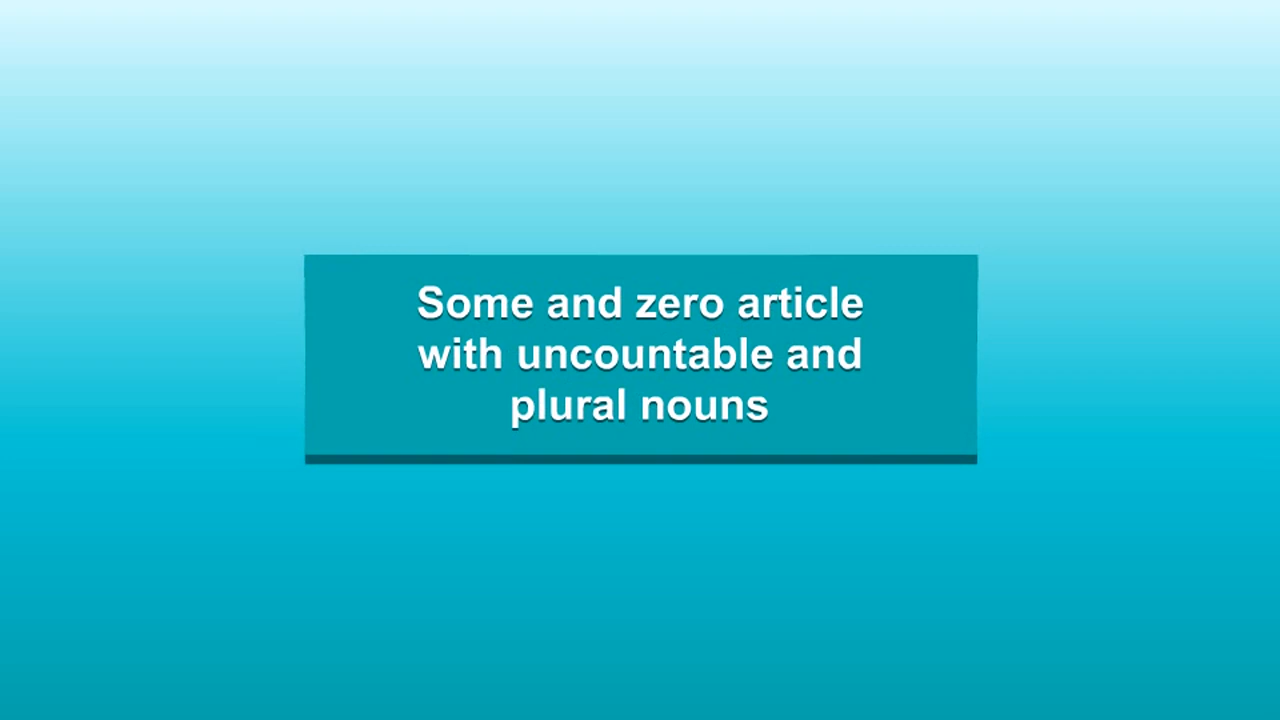 Some and zero article
with uncountable and
plural nouns